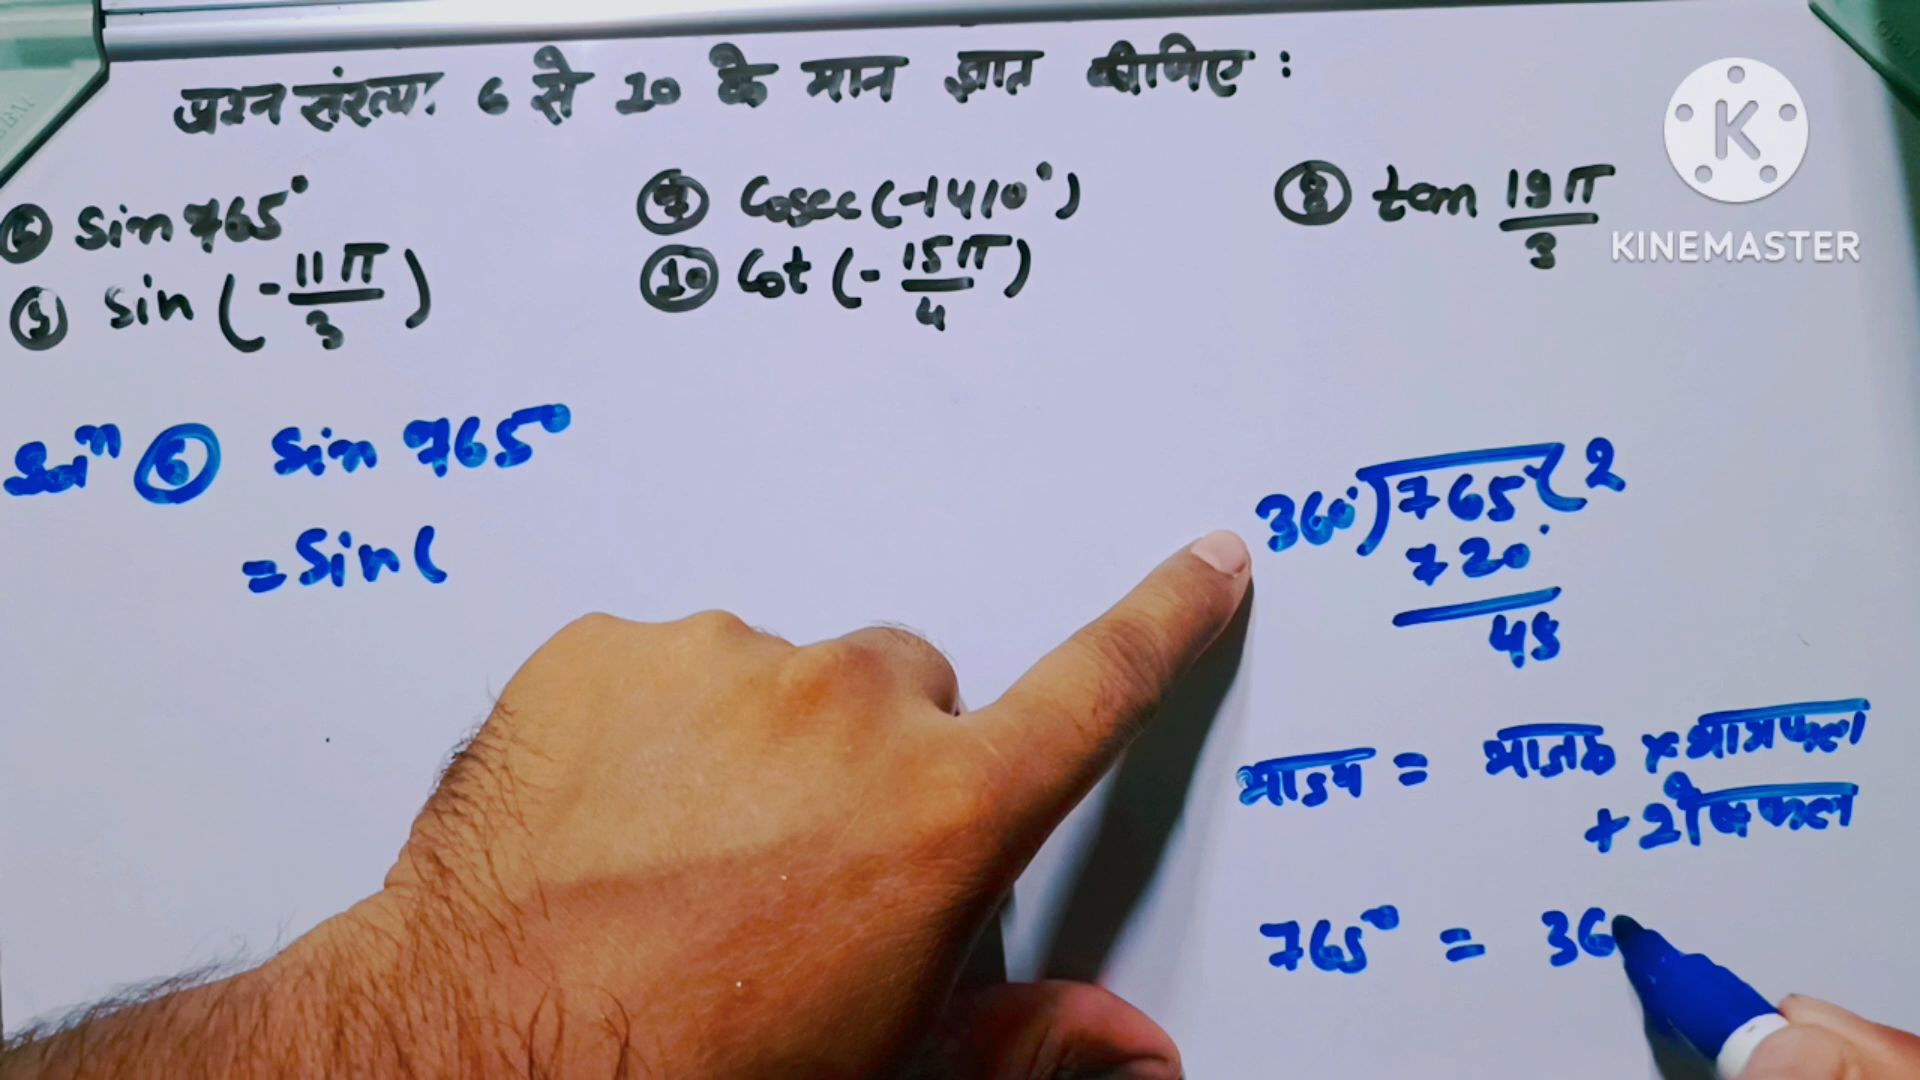 प्रश्न संख्या 6 से 10 के मान ज्ञात कीजिए :
⑥ sin 765° ⑦ Cosec (-1410°) ⑧ tan 19π/3
⑨ sin (-11π/3) ⑩ Cot (-15π/4)
KINEMASTER
Solⁿ ⑥ sin 765°
= Sin (
360°) 765 ( 2
720°
45
भाज्य = भाजक × भागफल
+ शेषफल
765° = 36